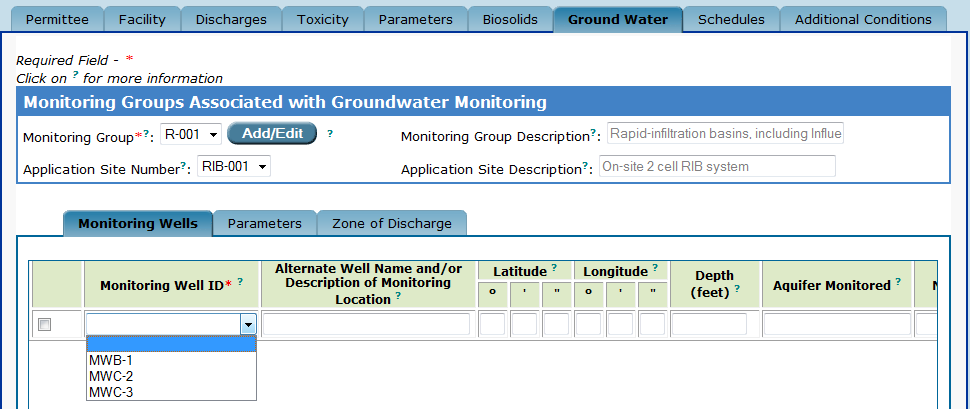 Permittee Facility Discharges Toxicity Parameters Biosolids Ground Water Schedules Additional Conditions
Required Field - *
Click on ? for more information
Monitoring Groups Associated with Groundwater Monitoring
Monitoring Group*?: R-001 Add/Edit ? Monitoring Group Description?: Rapid-infiltration basins, including Influe
Application Site Number?: RIB-001 Application Site Description?: On-site 2 cell RIB system
Monitoring Wells Parameters Zone of Discharge
Monitoring Well ID* ?
Alternate Well Name and/or
Description of Monitoring
Location ?
Latitude ?
º ' "
Longitude ?
º ' "
Depth
(feet) ?
Aquifer Monitored ?
MWB-1
MWC-2
MWC-3